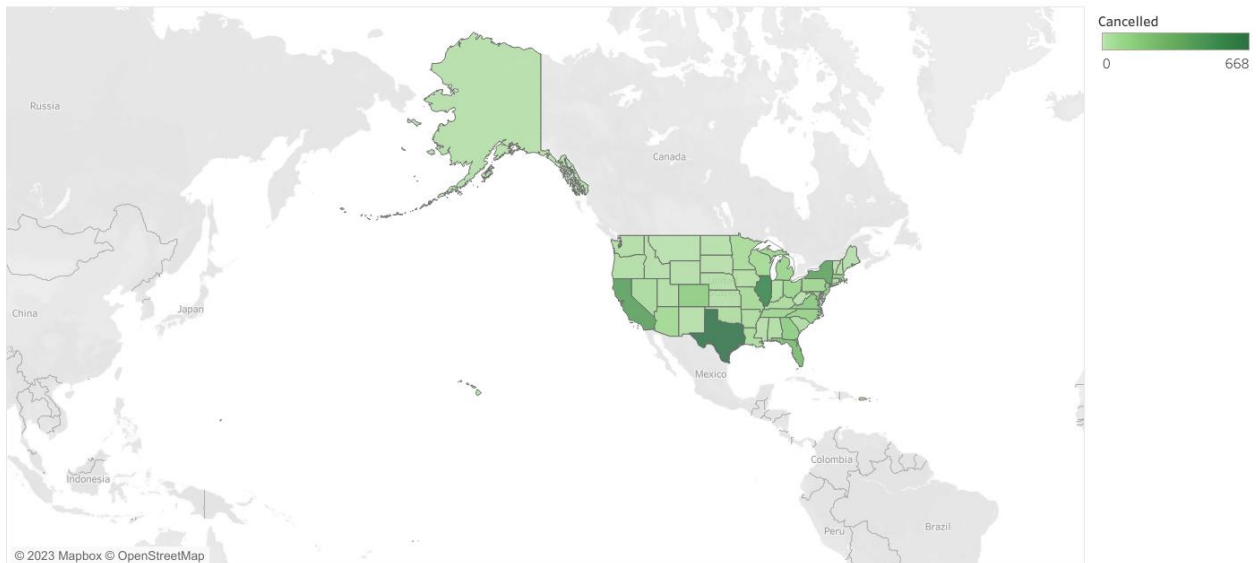 Cancelled
0 668
Russia
Canada
China
Japan
Mexico
Indonesia
Colombia
Peru
Brazil
© 2023 Mapbox © OpenStreetMap